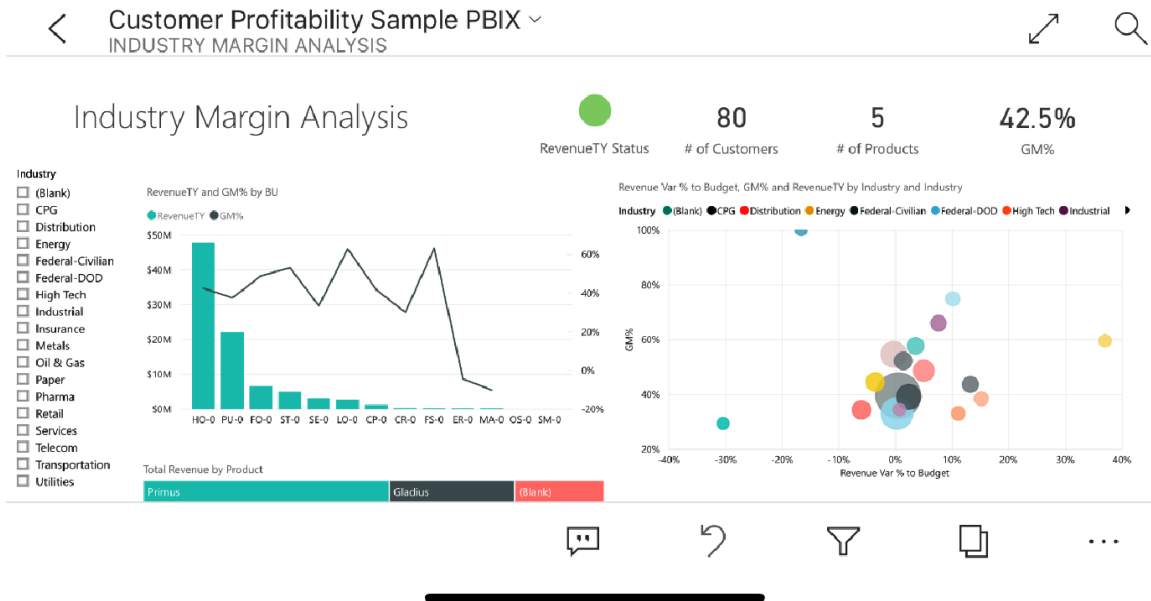 Customer Profitability Sample PBIX
INDUSTRY MARGIN ANALYSIS
Industry Margin Analysis
RevenueTY Status
80
# of Customers
5
# of Products
42.5%
GM%
Industry
(Blank)
CPG
Distribution
Energy
Federal-Civilian
Federal-DOD
High Tech
Industrial
Insurance
Metals
Oil & Gas
Paper
Pharma
Retail
Services
Telecom
Transportation
Utilities
RevenueTY and GM% by BU
RevenueTY GM%
$50M
$40M
$30M
$20M
$10M
$0M
60%
40%
20%
0%
-20%
HO-0 PU-0 FO-0 ST-0 SE-0 LO-0 CP-0 CR-0 FS-0 ER-0 MA-0 OS-0 SM-0
Total Revenue by Product
Primus Gladius (Blank)
Revenue Var % to Budget, GM% and RevenueTY by Industry and Industry
Industry (Blank) CPG Distribution Energy Federal-Civilian Federal-DOD High Tech Industrial
GM%
100%
80%
60%
40%
20%
-40% -30% -20% -10% 0% 10% 20% 30% 40%
Revenue Var % to Budget